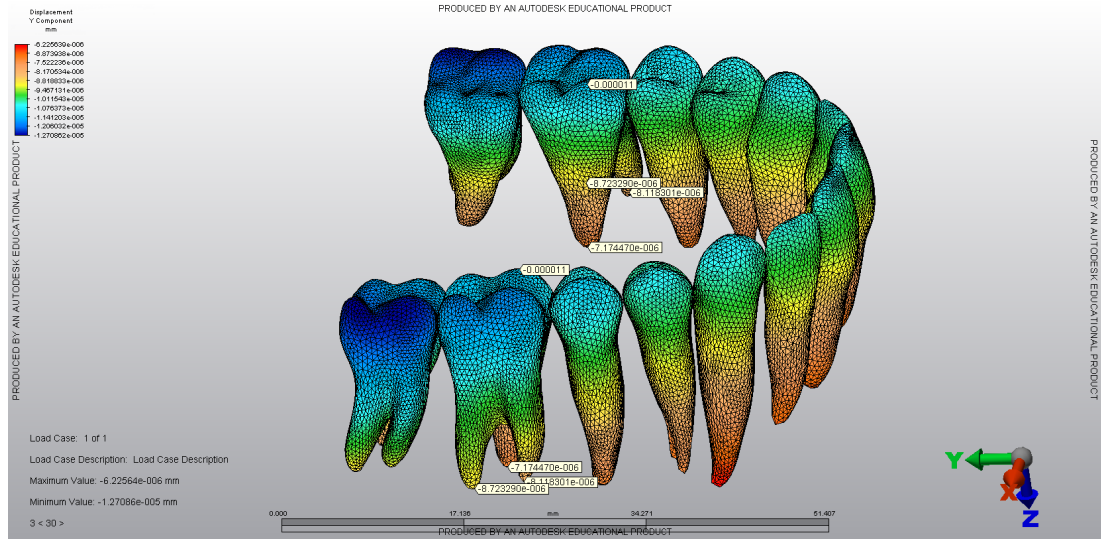 PRODUCED BY AN AUTODESK EDUCATIONAL PRODUCT
Displacement
Y Component
mm
-6.225639e-006
-6.873938e-006
-7.522236e-006
-8.170534e-006
-8.818833e-006
-9.467131e-006
-1.011543e-005
-1.076373e-005
-1.141203e-005
-1.206032e-005
-1.270862e-005
PRODUCED BY AN AUTODESK EDUCATIONAL PRODUCT
PRODUCED BY AN AUTODESK EDUCATIONAL PRODUCT
-0.000011
-8.723290e-006
-8.118301e-006
-7.174470e-006
-0.000011
-7.174470e-006
-8.118301e-006
-8.723290e-006
Load Case: 1 of 1
Load Case Description: Load Case Description
Maximum Value: -6.22564e-006 mm
Minimum Value: -1.27086e-005 mm
3 < 30 >
0.000
17.136
mm
34.271
51.407
Y
X
Z
PRODUCED BY AN AUTODESK EDUCATIONAL PRODUCT